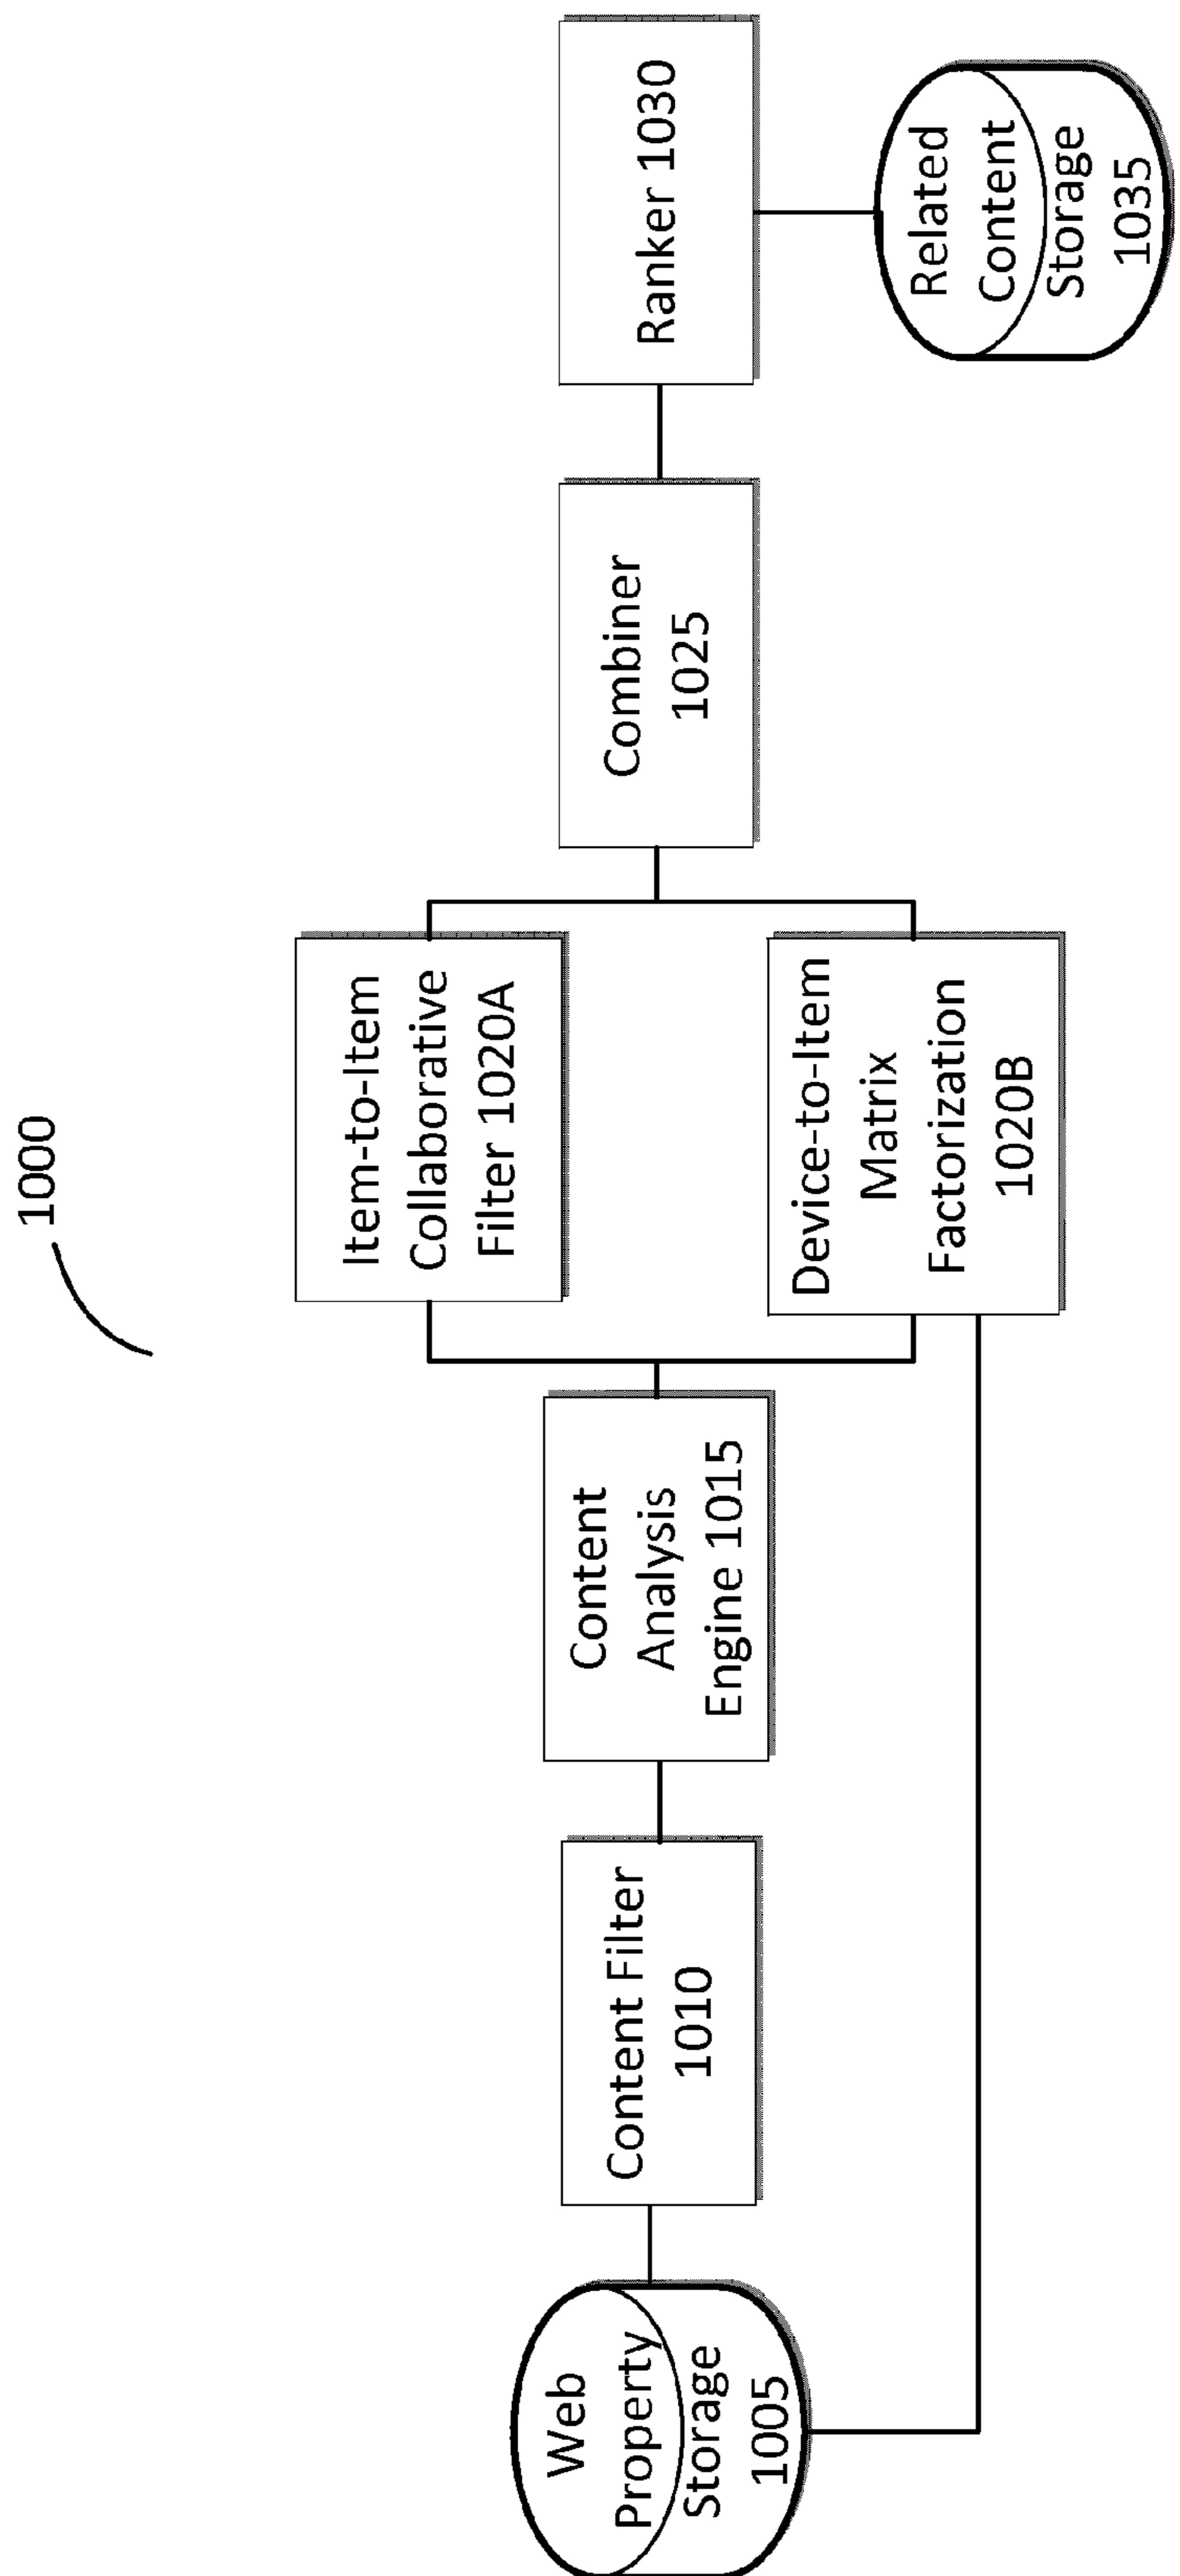 1000
Web
Property
Storage
1005
Content Filter
1010
Content
Analysis
Engine 1015
Item-to-Item
Collaborative
Filter 1020A
Device-to-Item
Matrix
Factorization
1020B
Combiner
1025
Ranker 1030
Related
Content
Storage
1035